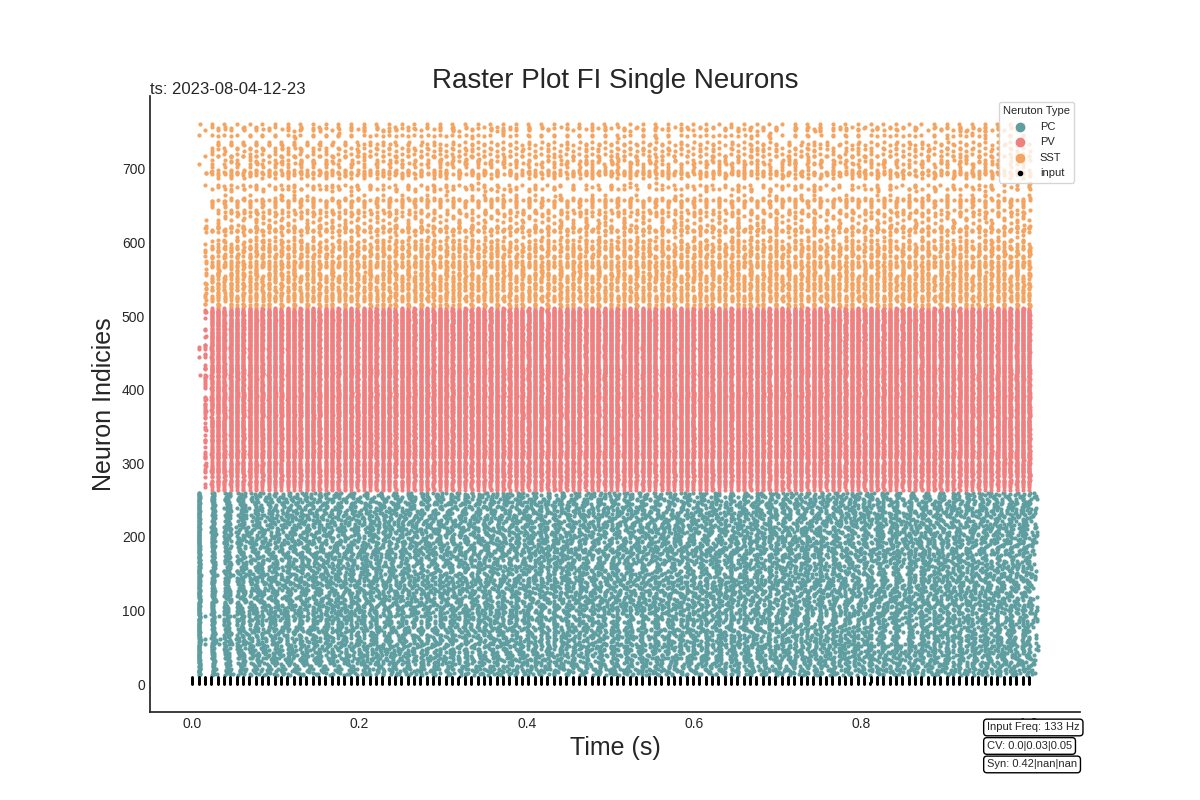 Raster Plot FI Single Neurons
ts: 2023-08-04-12-23
Neruton Type
PC
PV
SST
input
700
600
500
400
300
200
100
0
Neuron Indicies
0.0 0.2 0.4 0.6 0.8
Time (s)
Input Freq: 133 Hz
CV: 0.0|0.03|0.05
Syn: 0.42|nan|nan